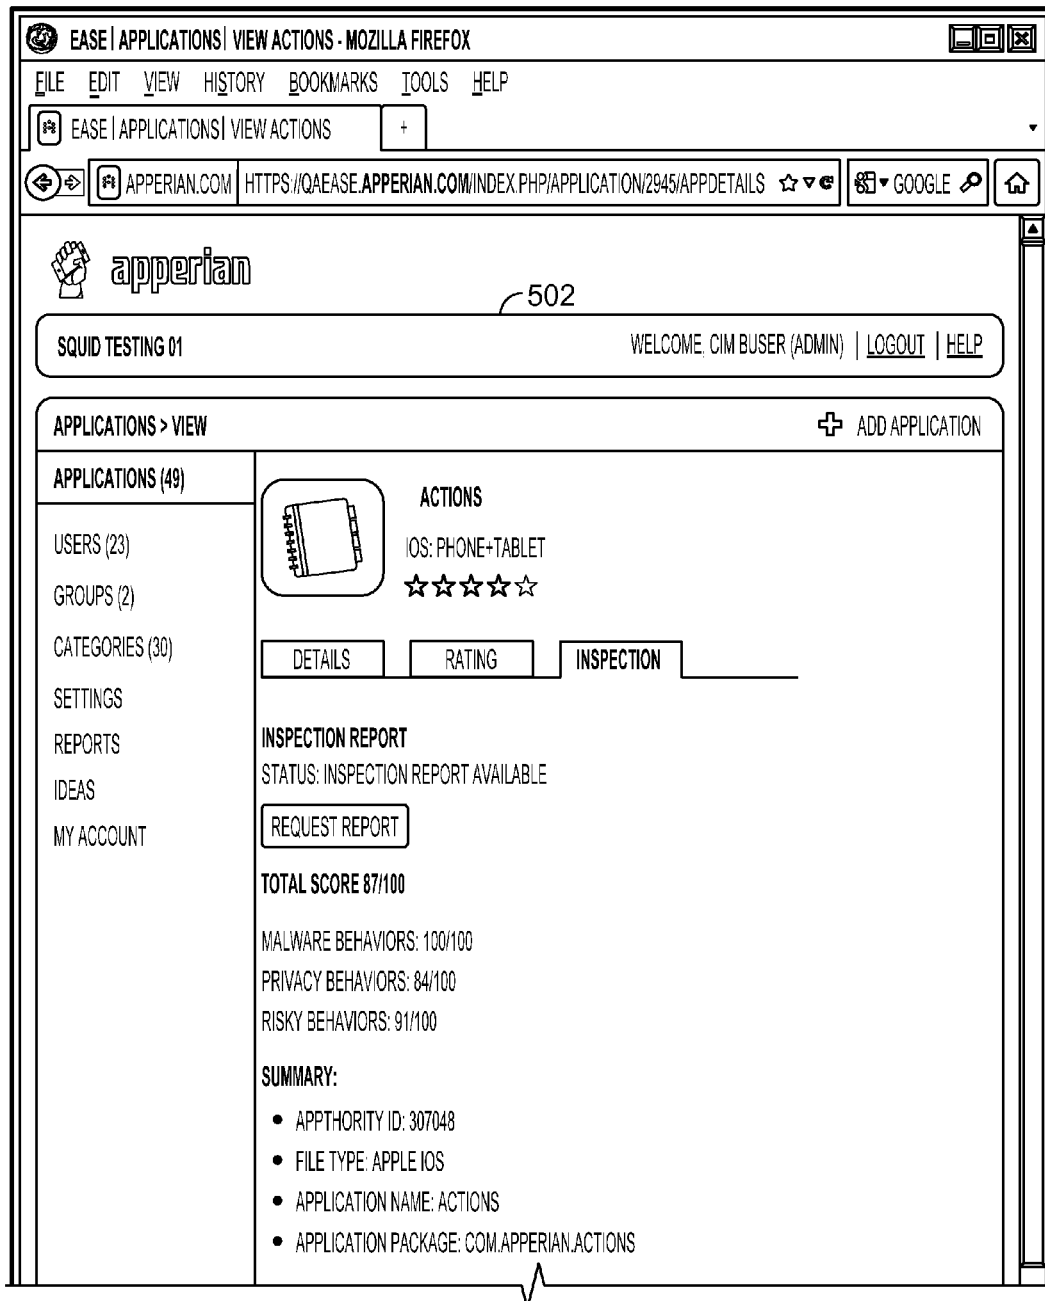 EASE | APPLICATIONS | VIEW ACTIONS - MOZILLA FIREFOX
FILE EDIT VIEW HISTORY BOOKMARKS TOOLS HELP
EASE | APPLICATIONS | VIEW ACTIONS +
APPERIAN.COM HTTPS://QAEASE.APPERIAN.COM/INDEX.PHP/APPLICATION/2945/APPDETAILS GOOGLE
apperian
502
SQUID TESTING 01 WELCOME, CIM BUSER (ADMIN) | LOGOUT | HELP
APPLICATIONS > VIEW ADD APPLICATION
APPLICATIONS (49)
USERS (23)
GROUPS (2)
CATEGORIES (30)
SETTINGS
REPORTS
IDEAS
MY ACCOUNT
ACTIONS
IOS: PHONE+TABLET
DETAILS RATING INSPECTION
INSPECTION REPORT
STATUS: INSPECTION REPORT AVAILABLE
REQUEST REPORT
TOTAL SCORE 87/100
MALWARE BEHAVIORS: 100/100
PRIVACY BEHAVIORS: 84/100
RISKY BEHAVIORS: 91/100
SUMMARY:
• APPTHORITY ID: 307048
• FILE TYPE: APPLE IOS
• APPLICATION NAME: ACTIONS
• APPLICATION PACKAGE: COM.APPERIAN.ACTIONS